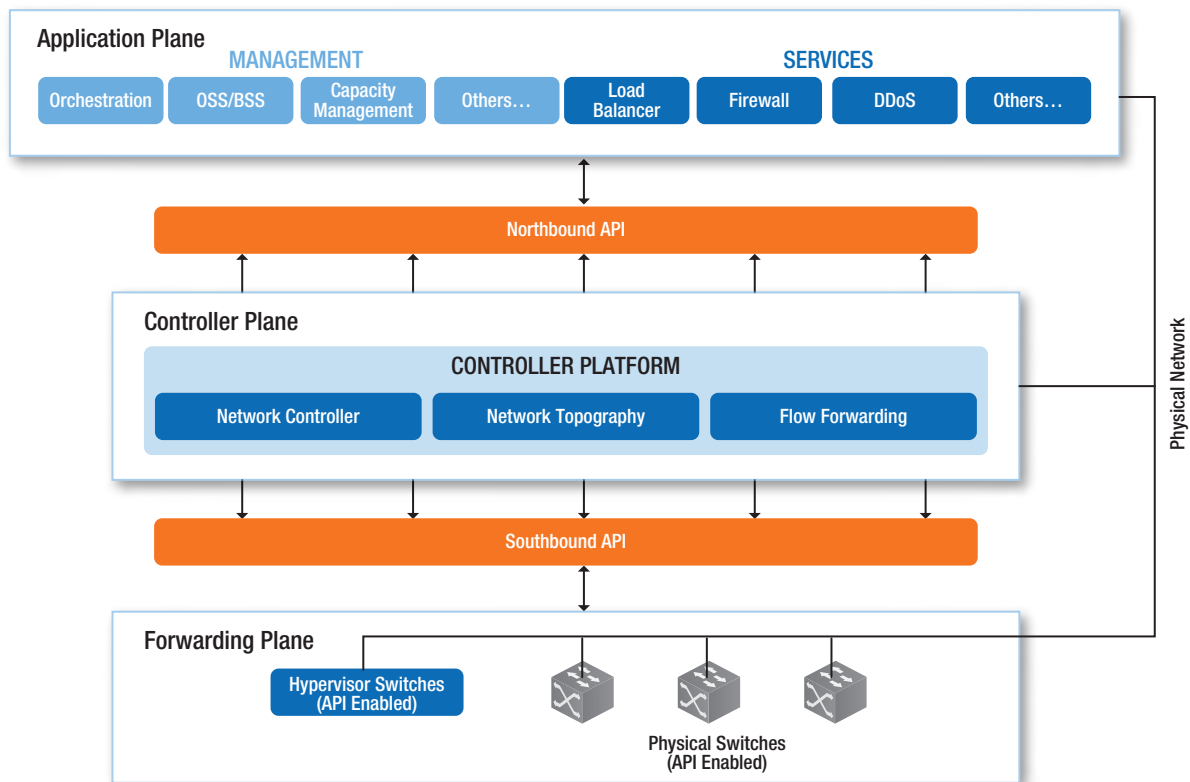 Application Plane
MANAGEMENT
SERVICES
Orchestration
OSS/BSS
Capacity
Management
Others...
Load
Balancer
Firewall
DDoS
Others...
Northbound API
Controller Plane
CONTROLLER PLATFORM
Network Controller
Network Topography
Flow Forwarding
Physical Network
Southbound API
Forwarding Plane
Hypervisor Switches
(API Enabled)
Physical Switches
(API Enabled)